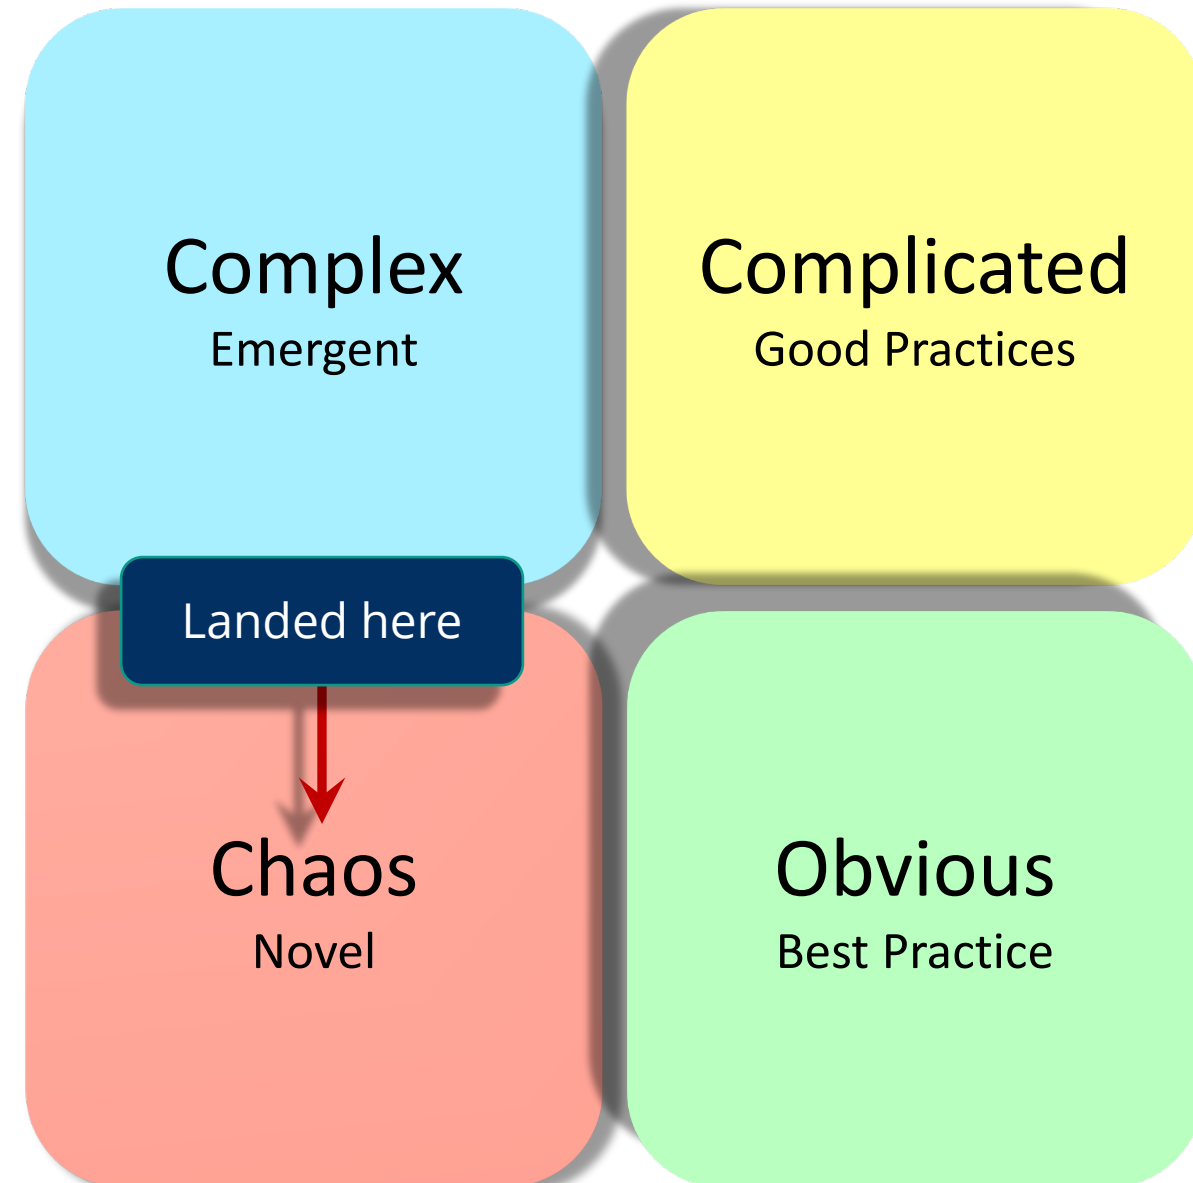 Complex
Emergent
Complicated
Good Practices
Landed here
Chaos
Novel
Obvious
Best Practice